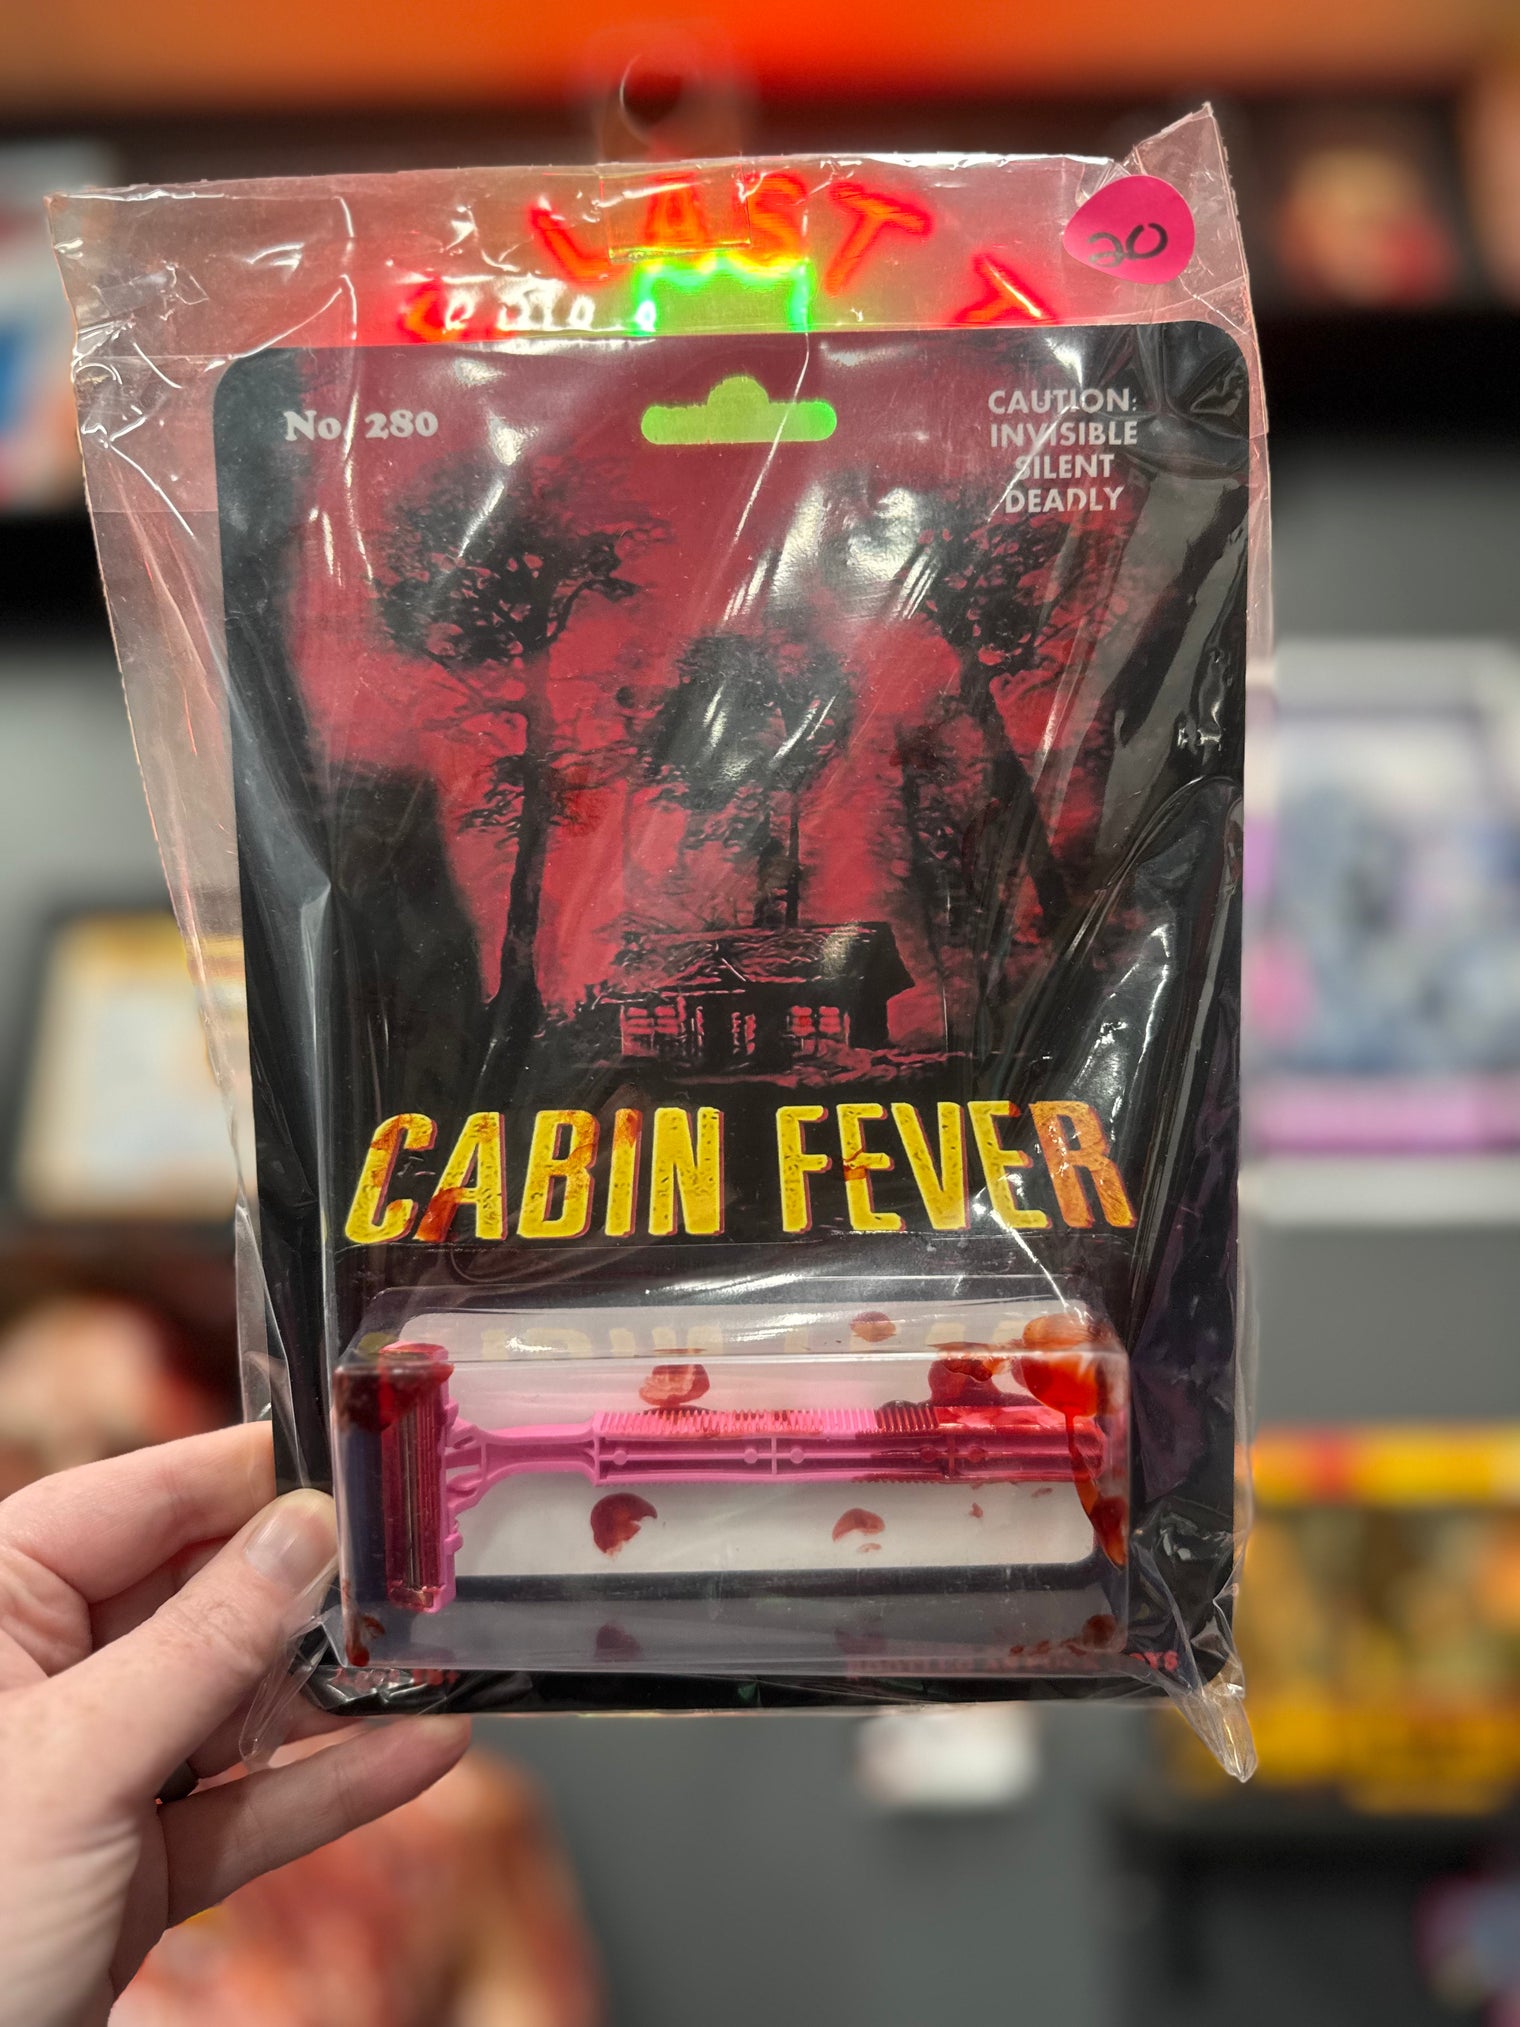 LAST
20
No. 280
CAUTION:
INVISIBLE
SILENT
DEADLY
CABIN FEVER